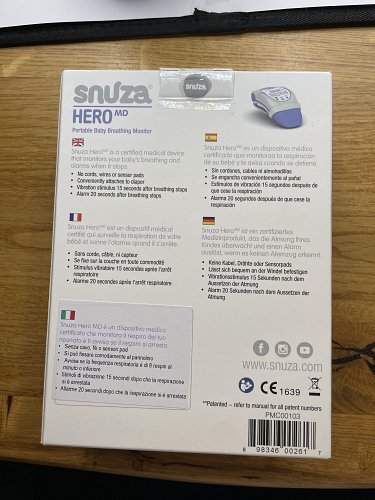 snuza®
HERO MD
Portable Baby Breathing Monitor
Snuza Heroᴹᴰ is a certified medical device
that monitors your baby's breathing and
alarms when it stops.
• No cords, wires or sensor pads
• Conveniently attaches to diaper
• Vibration stimulus 15 seconds after breathing stops
• Alarm 20 seconds after breathing stops
Snuza Heroᴹᴰ es un dispositivo médico
certificado que monitorea la respiración
de su bebé y le avisa cuando se detiene.
• Sin cordones, cables ni almohadillas
• Se engancha convenientemente al pañal
• Estímulos de vibración 15 segundos después de
que cese la respiración
• Alarma 20 segundos después de que cese la
respiración
Snuza Heroᴹᴰ est un dispositif médical
certifié qui surveille la respiration de votre
bébé et sonne l'alarme quand il s'arrête.
• Sans corde, câble, ni capteur
• Se fixe sur la couche en toute commodité
• Stimulus vibratoire 15 secondes après l'arrêt
respiratoire
• Alarme 20 secondes après l'arrêt respiratoire
Snuza Heroᴹᴰ ist ein zertifiziertes
Medizinprodukt, das die Atmung Ihres
Kindes überwacht und einen Alarm
auslöst, wenn es keinen Atemzug erkennt.
• Keine Kabel, Drähte oder Sensorpads
• Lässt sich bequem an der Windel befestigen
• Vibrationsstimulus 15 Sekunden nach dem
Aussetzen der Atmung
• Alarm 20 Sekunden nach dem Aussetzen der
Atmung
Snuza Hero MD è un dispositivo medico
certificato che monitora il respiro del tuo
neonato e ti avvisa se il respiro si arresta.
• Senza cavo, fili o sensor pad
• Si può fissare comodamente al pannolino
• Avvisa se la frequenza respiratoria è di 8 respiri al
minuto o inferiore
• Stimoli di vibrazione 15 secondi dopo che la respirazione
si è arrestata
• Allarme 20 secondi dopo che la respirazione si è arrestata
www.snuza.com
CE 1639
**Patented – refer to manual for all patent numbers
PMC00103
8 98346 00261 7